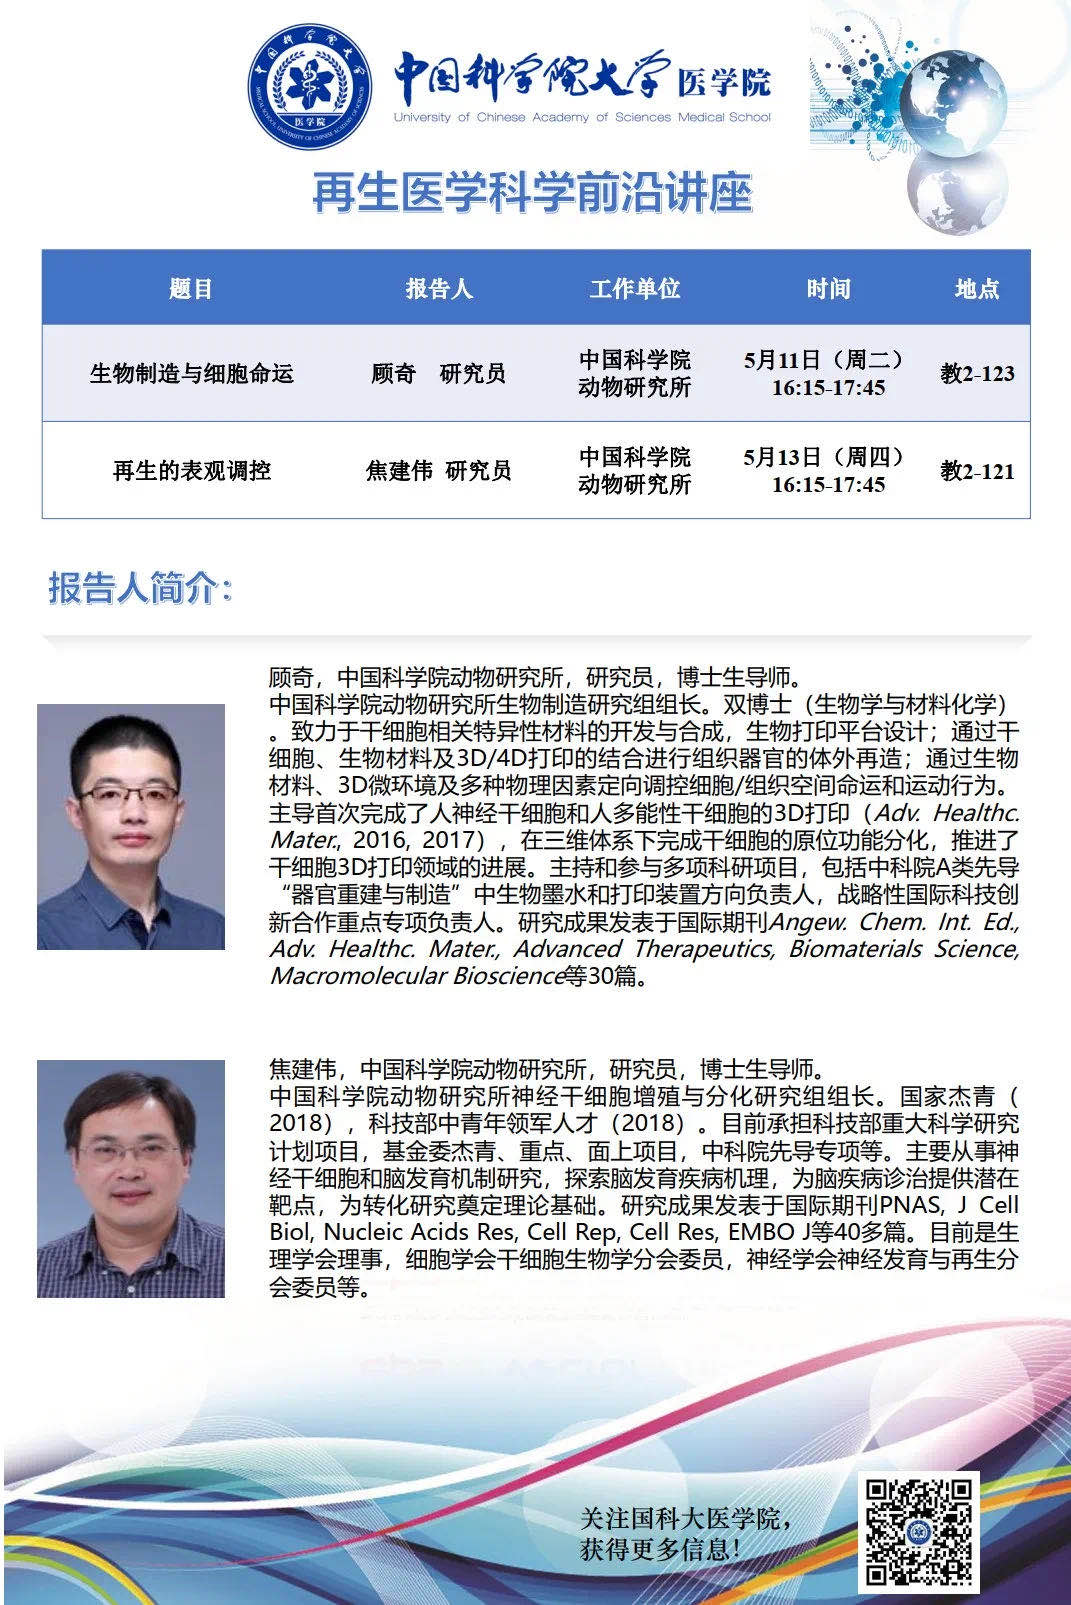 中国科学院大学
医学院
MEDICAL SCHOOL, UNIVERSITY OF CHINESE ACADEMY OF SCIENCES
中国科学院大学 医学院
University of Chinese Academy of Sciences Medical School
再生医学科学前沿讲座
题目 报告人 工作单位 时间 地点
生物制造与细胞命运 顾奇 研究员 中国科学院 动物研究所 5月11日（周二） 16:15-17:45 教2-123
再生的表观调控 焦建伟 研究员 中国科学院 动物研究所 5月13日（周四） 16:15-17:45 教2-121
报告人简介：
顾奇，中国科学院动物研究所，研究员，博士生导师。
中国科学院动物研究所生物制造研究组组长。双博士（生物学与材料化学）
。致力于干细胞相关特异性材料的开发与合成，生物打印平台设计；通过干
细胞、生物材料及3D/4D打印的结合进行组织器官的体外再造；通过生物
材料、3D微环境及多种物理因素定向调控细胞/组织空间命运和运动行为。
主导首次完成了人神经干细胞和人多能性干细胞的3D打印（Adv. Healthc.
Mater., 2016, 2017），在三维体系下完成干细胞的原位功能分化，推进了
干细胞3D打印领域的进展。主持和参与多项科研项目，包括中科院A类先导
“器官重建与制造”中生物墨水和打印装置方向负责人，战略性国际科技创
新合作重点专项负责人。研究成果发表于国际期刊Angew. Chem. Int. Ed.,
Adv. Healthc. Mater., Advanced Therapeutics, Biomaterials Science,
Macromolecular Bioscience等30篇。
焦建伟，中国科学院动物研究所，研究员，博士生导师。
中国科学院动物研究所神经干细胞增殖与分化研究组组长。国家杰青（
2018），科技部中青年领军人才（2018）。目前承担科技部重大科学研究
计划项目，基金委杰青、重点、面上项目，中科院先导专项等。主要从事神
经干细胞和脑发育机制研究，探索脑发育疾病机理，为脑疾病诊治提供潜在
靶点，为转化研究奠定理论基础。研究成果发表于国际期刊PNAS, J Cell
Biol, Nucleic Acids Res, Cell Rep, Cell Res, EMBO J等40多篇。目前是生
理学会理事，细胞学会干细胞生物学分会委员，神经学会神经发育与再生分
会委员等。
关注国科大医学院，
获得更多信息！